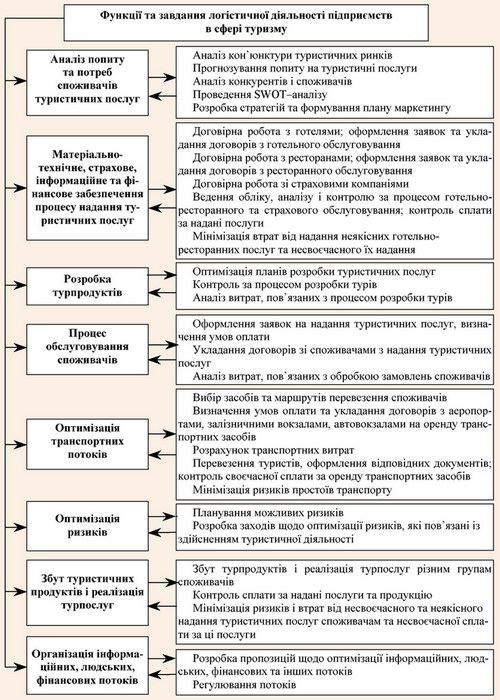 Функції та завдання логістичної діяльності підприємств
в сфері туризму
Аналіз попиту
та потреб
споживачів
туристичних послуг
Аналіз кон’юнктури туристичних ринків
Прогнозування попиту на туристичні послуги
Аналіз конкурентів і споживачів
Проведення SWOT–аналізу
Розробка стратегій та формування плану маркетингу
Матеріально-
технічне, страхове,
інформаційне та фі-
нансове забезпечення
процесу надання ту-
ристичних послуг
Договірна робота з готелями; оформлення заявок та укла-
дання договорів з готельного обслуговування
Договірна робота з ресторанами; оформлення заявок та укла-
дання договорів з ресторанного обслуговування
Договірна робота зі страховими компаніями
Ведення обліку, аналізу і контролю за процесом готельно-
ресторанного та страхового обслуговування; контроль сплати
за надані послуги
Мінімізація втрат від надання неякісних готельно-
ресторанних послуг та несвоєчасного їх надання
Розробка
турпродуктів
Оптимізація планів розробки туристичних послуг
Контроль за процесом розробки турів
Аналіз витрат, пов’язаних з процесом розробки турів
Процес
обслуговування
споживачів
Оформлення заявок на надання туристичних послуг, визна-
чення умов оплати
Укладання договорів зі споживачами з надання туристичних
послуг
Аналіз витрат, пов’язаних з обробкою замовлень споживачів
Оптимізація
транспортних
потоків
Вибір засобів та маршрутів перевезення споживачів
Визначення умов оплати та укладання договорів з аеропор-
тами, залізничними вокзалами, автовокзалами на оренду транс-
портних засобів
Розрахунок транспортних витрат
Перевезення туристів, оформлення відповідних документів;
контроль своєчасної сплати за оренду транспортних засобів
Мінімізація ризиків простоїв транспорту
Оптимізація
ризиків
Планування можливих ризиків
Розробка заходів щодо оптимізації ризиків, які пов’язані із
здійсненням туристичної діяльності
Збут туристичних
продуктів і реалізація
турпослуг
Збут турпродуктів і реалізація турпослуг різним групам
споживачів
Контроль сплати за надані послуги та продукцію
Мінімізація ризиків і втрат від несвоєчасного та неякісного
надання туристичних послуг споживачам та несвоєчасної спла-
ти за ці послуги
Організація інформа-
ційних, людських,
фінансових потоків
Розробка пропозицій щодо оптимізації інформаційних, люд-
ських, фінансових та інших потоків
Регулювання потоків